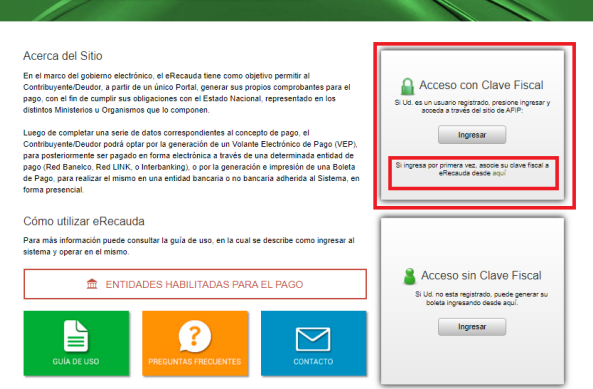 Acerca del Sitio
En el marco del gobierno electrónico, el eRecauda tiene como objetivo permitir al
Contribuyente/Deudor, a partir de un único Portal, generar sus propios comprobantes para el
pago, con el fin de cumplir sus obligaciones con el Estado Nacional, representado en los
distintos Ministerios u Organismos que lo componen.
Luego de completar una serie de datos correspondientes al concepto de pago, el
Contribuyente/Deudor podrá optar por la generación de un Volante Electrónico de Pago (VEP),
para posteriormente ser pagado en forma electrónica a través de una determinada entidad de
pago (Red Banelco, Red LINK, o Interbanking), o por la generación e impresión de una Boleta
de Pago, para realizar el mismo en una entidad bancaria o no bancaria adherida al Sistema, en
forma presencial.
Cómo utilizar eRecauda
Para más información puede consultar la guía de uso, en la cual se describe como ingresar al
sistema y operar en el mismo.
ENTIDADES HABILITADAS PARA EL PAGO
GUÍA DE USO
PREGUNTAS FRECUENTES
CONTACTO
Acceso con Clave Fiscal
Si Ud. es un usuario registrado, presione ingresar y
acceda a través del sitio de AFIP:
Ingresar
Si ingresa por primera vez, asocie su clave fiscal a
eRecauda desde aquí
Acceso sin Clave Fiscal
Si Ud. no esta registrado, puede generar su
boleta ingresando desde aquí.
Ingresar